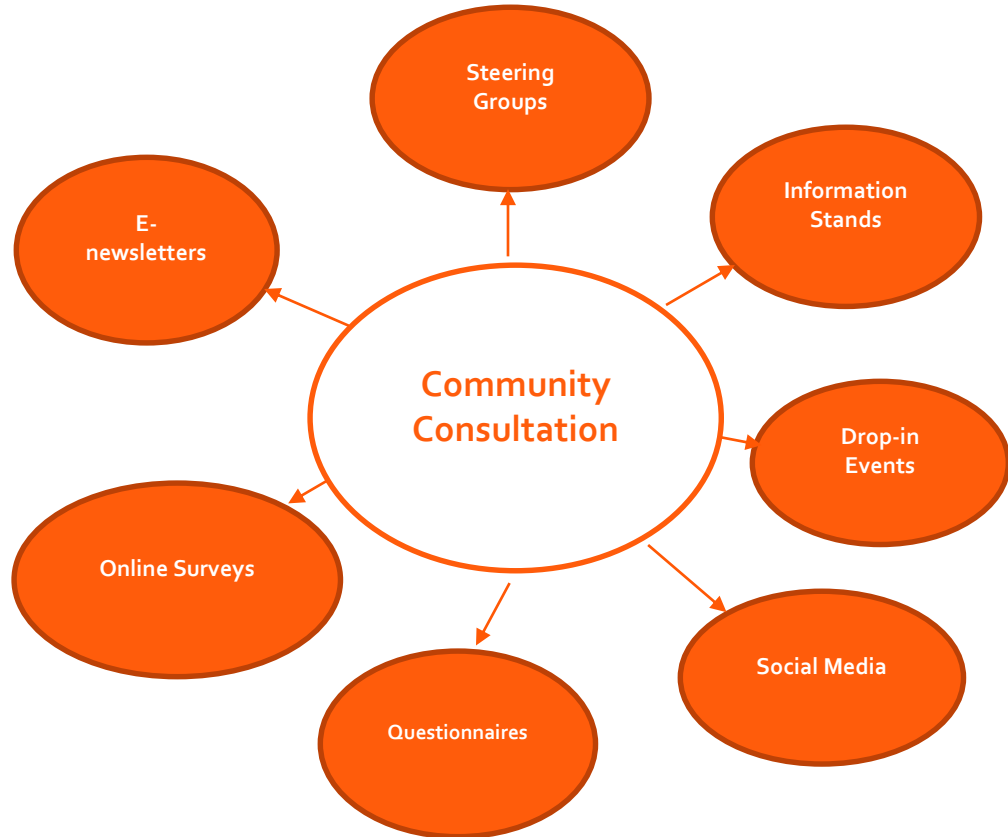 Steering
Groups
Information
Stands
E-
newsletters
Community
Consultation
Drop-in
Events
Online Surveys
Social Media
Questionnaires